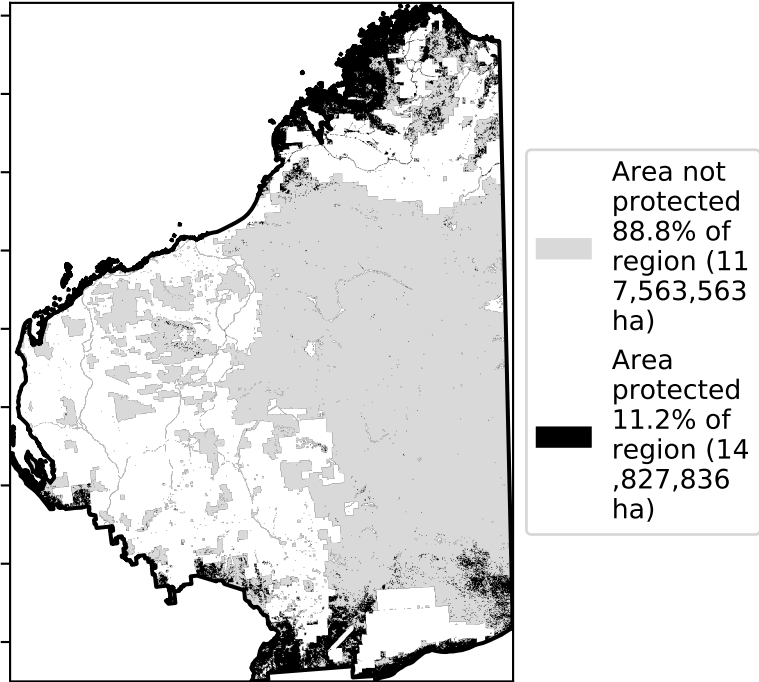 Area not
protected
88.8% of
region (11
7,563,563
ha)
Area
protected
11.2% of
region (14
,827,836
ha)